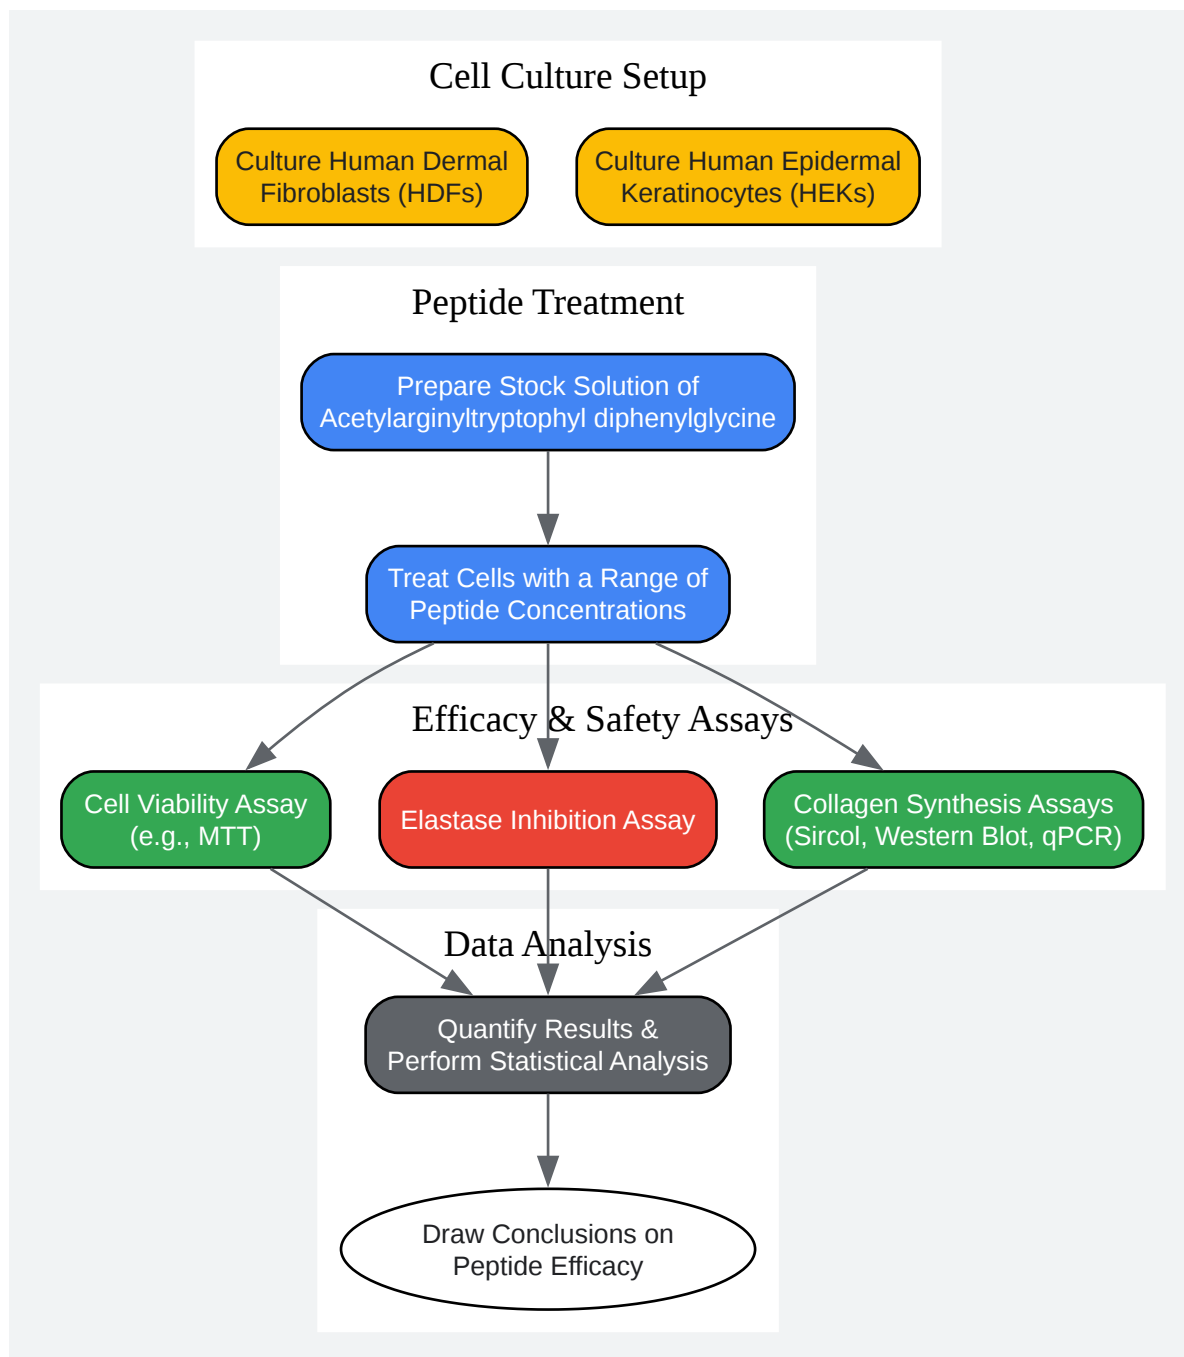 Cell Culture Setup
Culture Human Dermal
Fibroblasts (HDFs)
Culture Human Epidermal
Keratinocytes (HEKs)
Peptide Treatment
Prepare Stock Solution of
Acetylarginyltryptophyl diphenylglycine
Treat Cells with a Range of
Peptide Concentrations
Efficacy & Safety Assays
Cell Viability Assay
(e.g., MTT)
Elastase Inhibition Assay
Collagen Synthesis Assays
(Sircol, Western Blot, qPCR)
Data Analysis
Quantify Results &
Perform Statistical Analysis
Draw Conclusions on
Peptide Efficacy